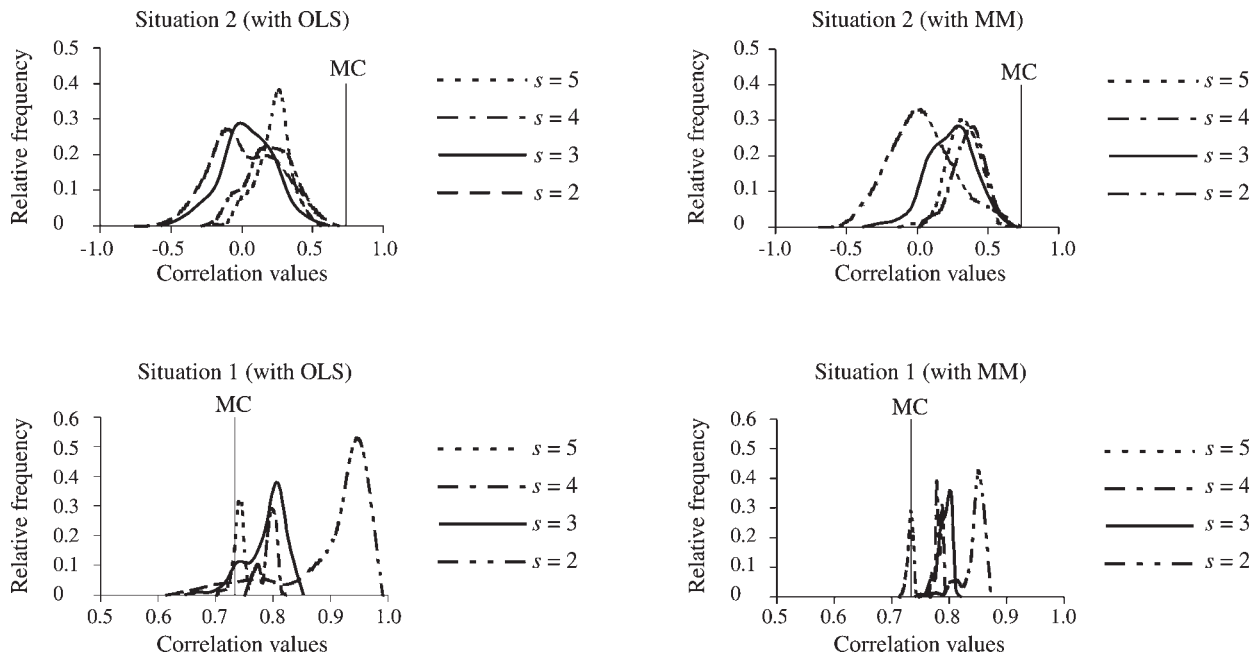 Situation 2 (with OLS)
Relative frequency
0.5
0.4
0.3
0.2
0.1
0
-1.0 -0.5 0.0 0.5 1.0
Correlation values
MC
s = 5
s = 4
s = 3
s = 2
Situation 2 (with MM)
Relative frequency
0.5
0.4
0.3
0.2
0.1
0
-1.0 -0.5 0.0 0.5 1.0
Correlation values
MC
s = 5
s = 4
s = 3
s = 2
Situation 1 (with OLS)
Relative frequency
0.6
0.5
0.4
0.3
0.2
0.1
0
0.5 0.6 0.7 0.8 0.9 1.0
Correlation values
MC
s = 5
s = 4
s = 3
s = 2
Situation 1 (with MM)
Relative frequency
0.6
0.5
0.4
0.3
0.2
0.1
0
0.5 0.6 0.7 0.8 0.9 1.0
Correlation values
MC
s = 5
s = 4
s = 3
s = 2